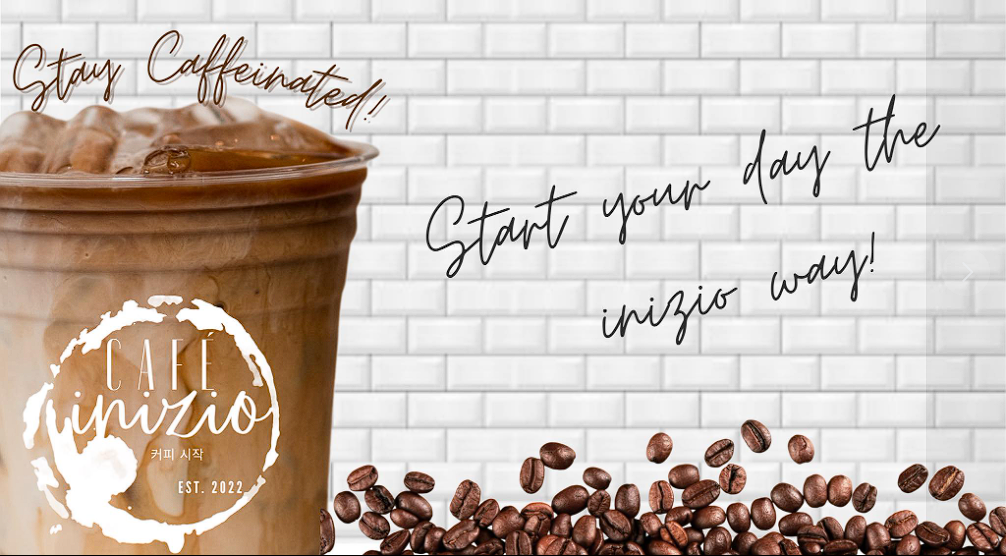 Stay Caffeinated!
Start your day the
inizio way!
CAFÉ
inizio
커피 시작
EST. 2022